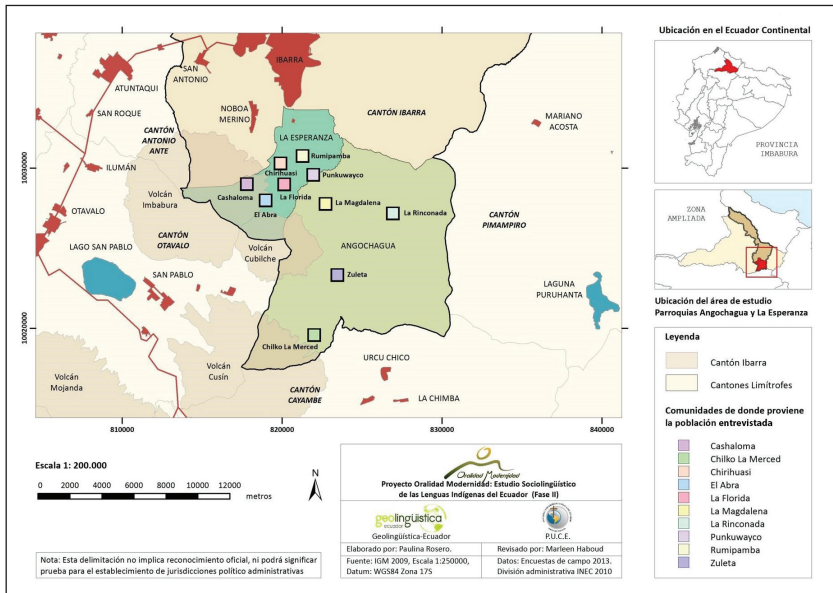 IBARRA
SAN
ANTONIO
ATUNTAQUI
SAN ROQUE
NOBOA
MERINO
CANTÓN IBARRA
MARIANO
ACOSTA
CANTÓN
ANTONIO
ANTE
LA ESPERANZA
Rumipamba
Chirihuasi
Punkuwayco
ILUMÁN
Volcán
Imbabura
Cashaloma
La Florida
El Abra
La Magdalena
La Rinconada
OTAVALO
CANTÓN
OTAVALO
CANTÓN
PIMAMPIRO
LAGO SAN PABLO
Volcán
Cubilche
ANGOCHAGUA
SAN PABLO
Zuleta
LAGUNA
PURUHANTA
Chilko La Merced
Volcán
Cusín
URCU CHICO
Volcán
Mojanda
CANTÓN
CAYAMBE
LA CHIMBA
10030000
10020000
810000
820000
830000
840000
Escala 1: 200.000
0 2000 4000 6000 8000 10000 12000
metros
N
Nota: Esta delimitación no implica reconocimiento oficial, ni podrá significar
prueba para el establecimiento de jurisdicciones político administrativas
Oralidad Modernidad
Proyecto Oralidad Modernidad: Estudio Sociolingüístico
de las Lenguas Indígenas del Ecuador (Fase II)
geolingüística
ecuador
Geolingüística-Ecuador
P.U.C.E.
Elaborado por: Paulina Rosero.
Revisado por: Marleen Haboud
Fuente: IGM 2009, Escala 1:250000,
Datum: WGS84 Zona 17S
Datos: Encuestas de campo 2013.
División administrativa INEC 2010
Ubicación en el Ecuador Continental
PROVINCIA
IMBABURA
ZONA
AMPLIADA
Ubicación del área de estudio
Parroquias Angochagua y La Esperanza
Leyenda
Cantón Ibarra
Cantones Limítrofes
Comunidades de donde proviene
la población entrevistada
Cashaloma
Chilko La Merced
Chirihuasi
El Abra
La Florida
La Magdalena
La Rinconada
Punkuwayco
Rumipamba
Zuleta